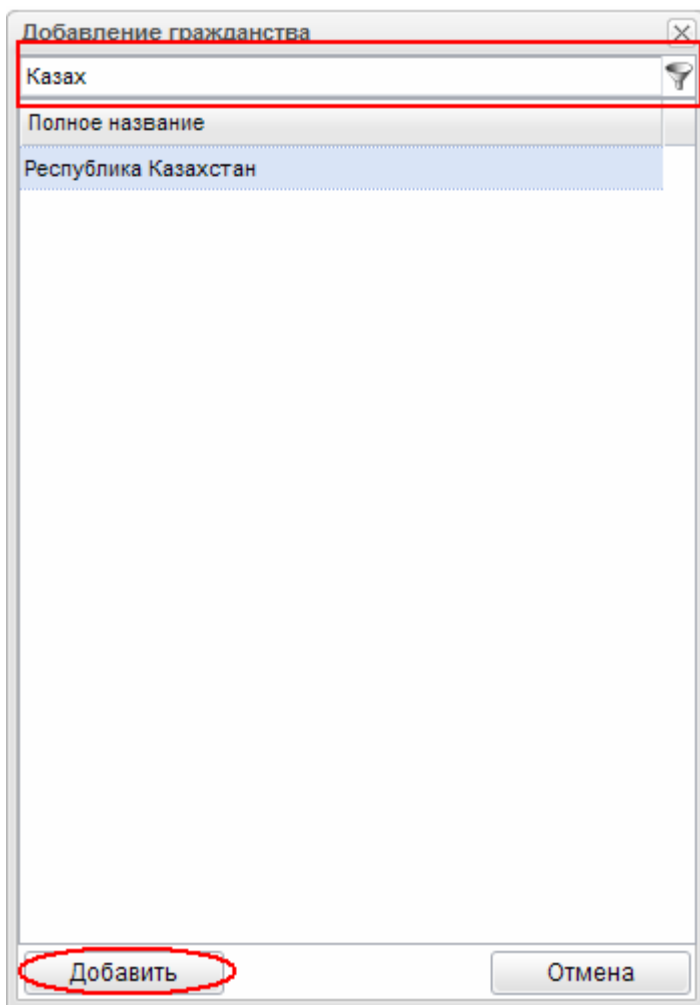 Добавление гражданства
Казах
Полное название
Республика Казахстан
Добавить
Отмена